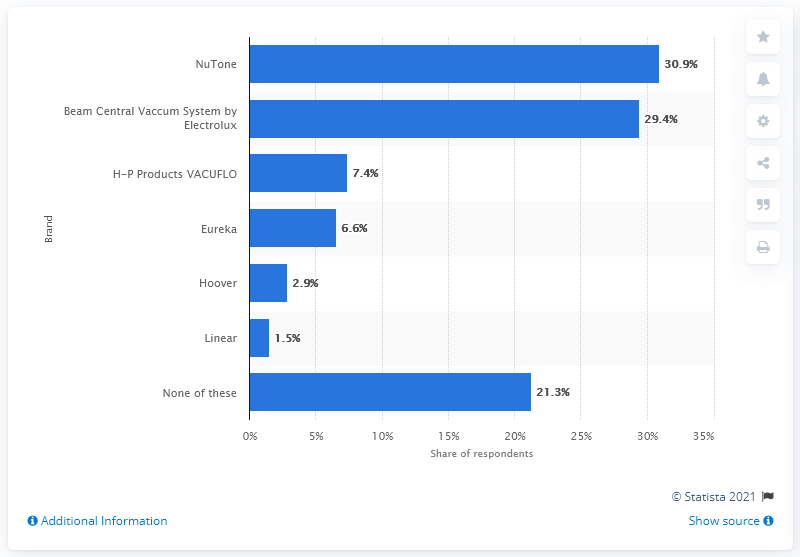 NuTone
30.9%
Beam Central Vaccum System by
Electrolux
29.4%
H-P Products VACUFLO
7.4%
Eureka
6.6%
Hoover
2.9%
Linear
1.5%
None of these
21.3%
Brand
0%
5%
10%
15%
20%
25%
30%
35%
Share of respondents
© Statista 2021
Additional Information
Show source